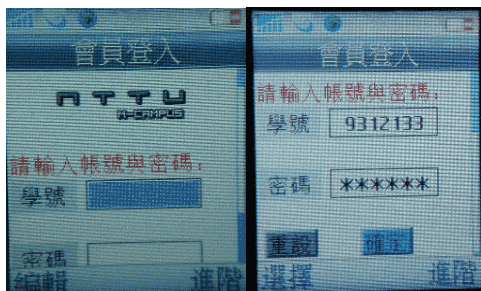 會員登入
NTTU
M-CAMPUS
請輸入帳號與密碼:
學號
密碼
編輯 進階
會員登入
請輸入帳號與密碼:
學號 9312133
密碼 ******
重設 確定
選擇 進階